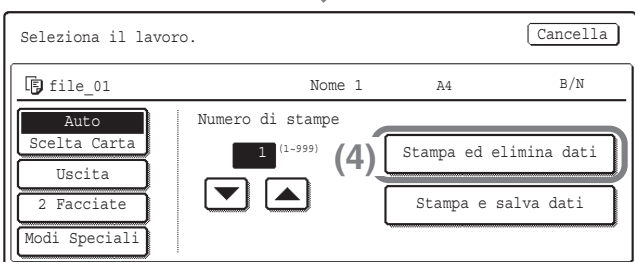 Seleziona il lavoro.
Cancella
file_01 Nome 1 A4 B/N
Auto
Scelta Carta
Uscita
2 Facciate
Modi Speciali
Numero di stampe
1 (1-999)
(4)
Stampa ed elimina dati
Stampa e salva dati